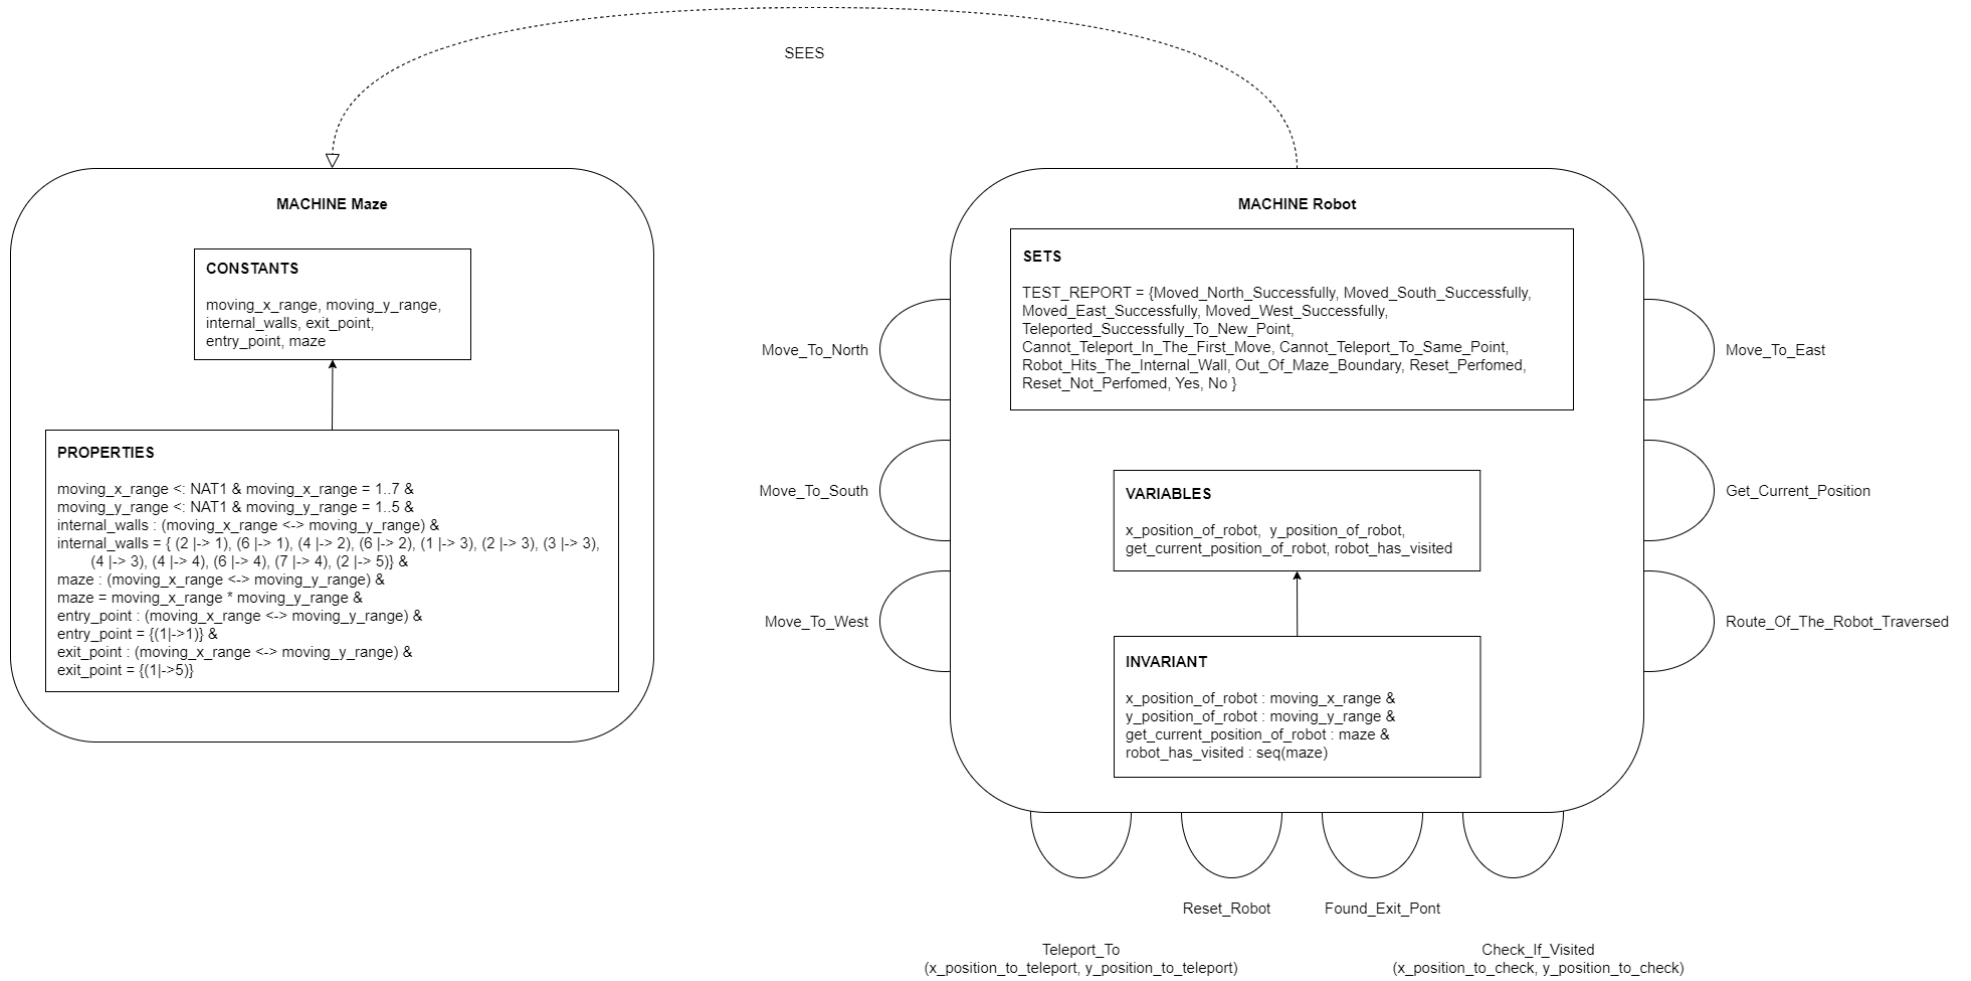 SEES
MACHINE Maze
CONSTANTS
moving_x_range, moving_y_range,
internal_walls, exit_point,
entry_point, maze
PROPERTIES
moving_x_range <: NAT1 & moving_x_range = 1..7 &
moving_y_range <: NAT1 & moving_y_range = 1..5 &
internal_walls : (moving_x_range <-> moving_y_range) &
internal_walls = { (2 |-> 1), (6 |-> 1), (4 |-> 2), (6 |-> 2), (1 |-> 3), (2 |-> 3), (3 |-> 3),
(4 |-> 3), (4 |-> 4), (6 |-> 4), (7 |-> 4), (2 |-> 5)} &
maze : (moving_x_range <-> moving_y_range) &
maze = moving_x_range * moving_y_range &
entry_point : (moving_x_range <-> moving_y_range) &
entry_point = {(1|->1)} &
exit_point : (moving_x_range <-> moving_y_range) &
exit_point = {(1|->5)}
MACHINE Robot
SETS
TEST_REPORT = {Moved_North_Successfully, Moved_South_Successfully,
Moved_East_Successfully, Moved_West_Successfully,
Teleported_Successfully_To_New_Point,
Cannot_Teleport_In_The_First_Move, Cannot_Teleport_To_Same_Point,
Robot_Hits_The_Internal_Wall, Out_Of_Maze_Boundary, Reset_Perfomed,
Reset_Not_Perfomed, Yes, No }
VARIABLES
x_position_of_robot,  y_position_of_robot,
get_current_position_of_robot, robot_has_visited
INVARIANT
x_position_of_robot : moving_x_range &
y_position_of_robot : moving_y_range &
get_current_position_of_robot : maze &
robot_has_visited : seq(maze)
Move_To_North
Move_To_South
Move_To_West
Move_To_East
Get_Current_Position
Route_Of_The_Robot_Traversed
Reset_Robot
Found_Exit_Pont
Teleport_To
(x_position_to_teleport, y_position_to_teleport)
Check_If_Visited
(x_position_to_check, y_position_to_check)